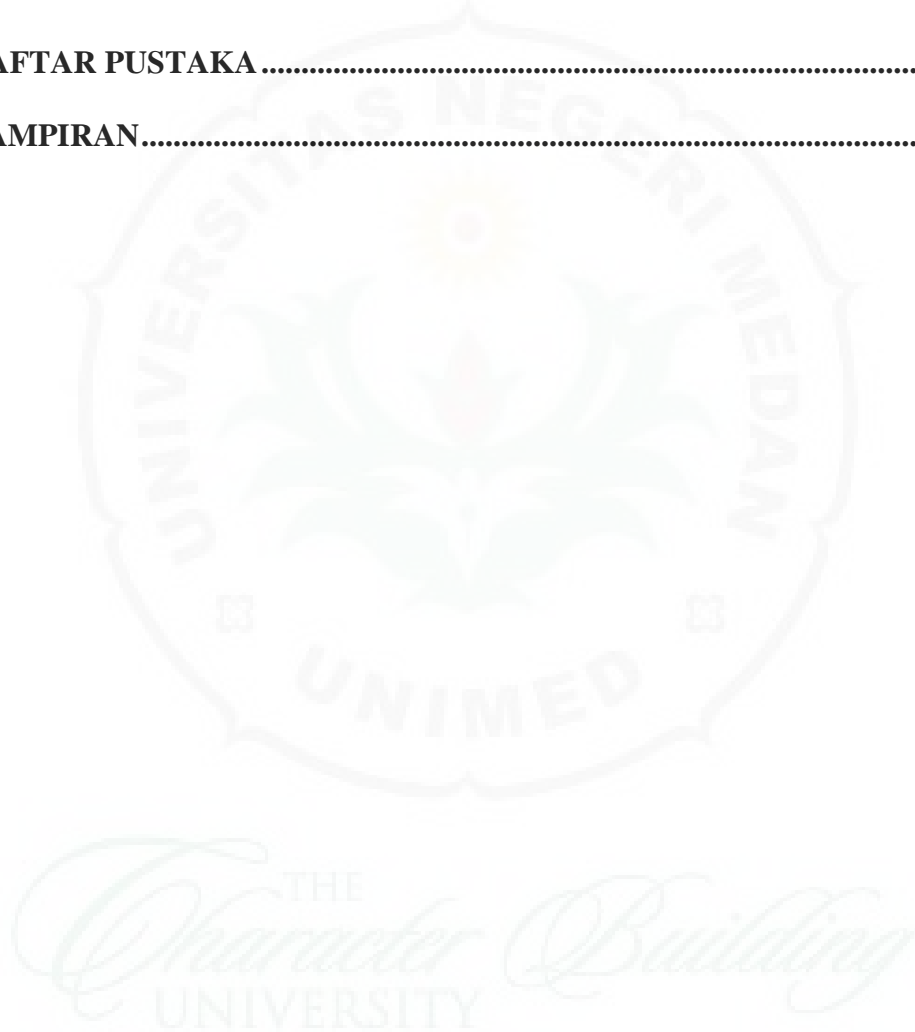 AFTAR PUSTAKA ..........................................................................................
AMPIRAN..........................................................................................................
UNIVERSITAS NEGERI MEDAN
UNIMED
THE
Character Building
UNIVERSITY